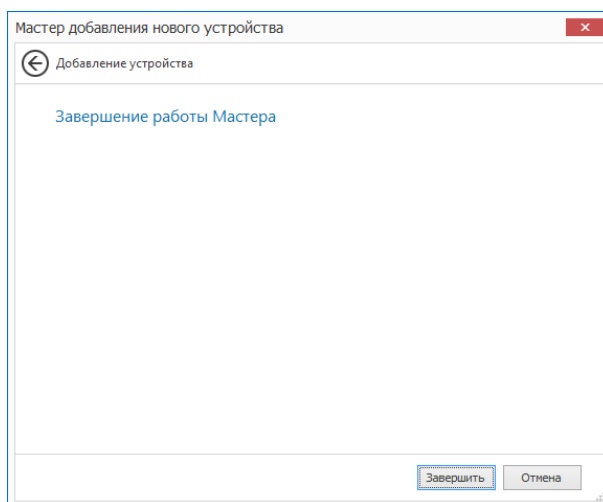 Мастер добавления нового устройства
Добавление устройства
Завершение работы Мастера
Завершить
Отмена